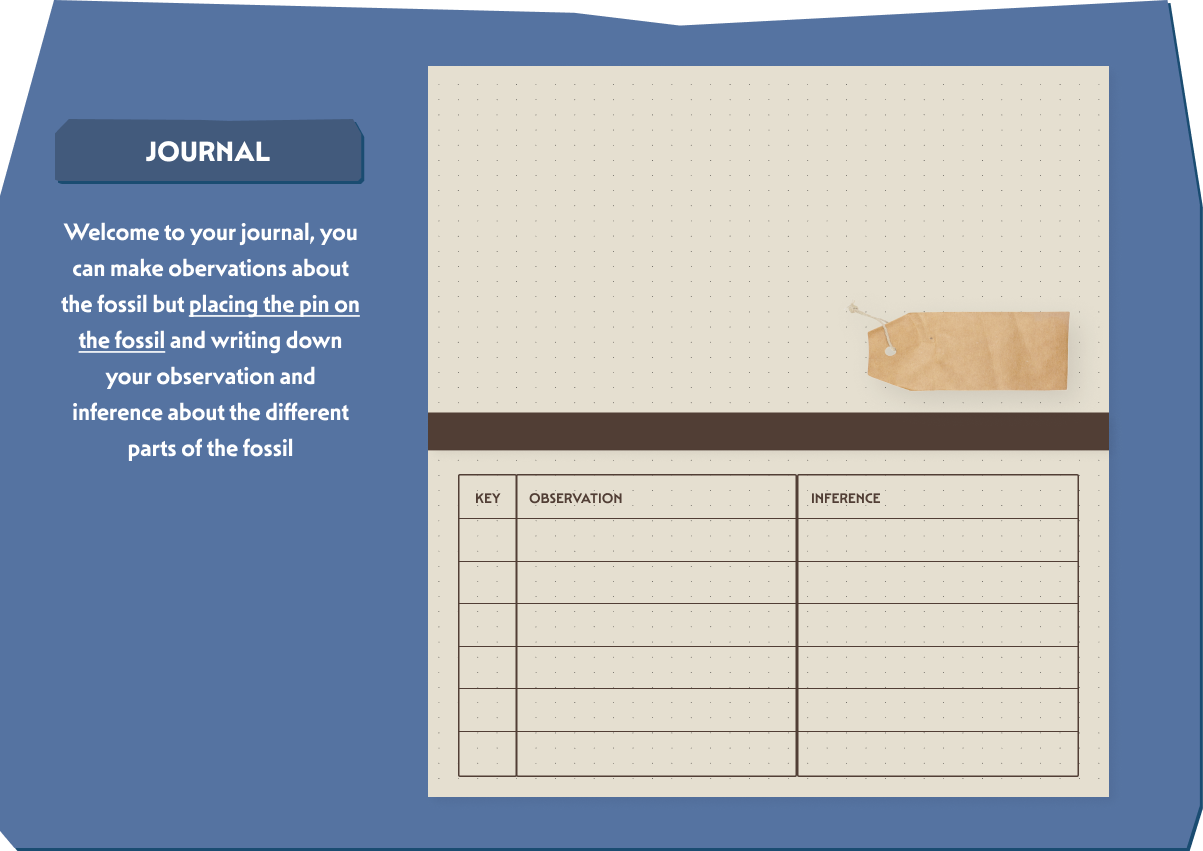 JOURNAL
Welcome to your journal, you
can make obervations about
the fossil but placing the pin on
the fossil and writing down
your observation and
inference about the different
parts of the fossil
KEY OBSERVATION INFERENCE